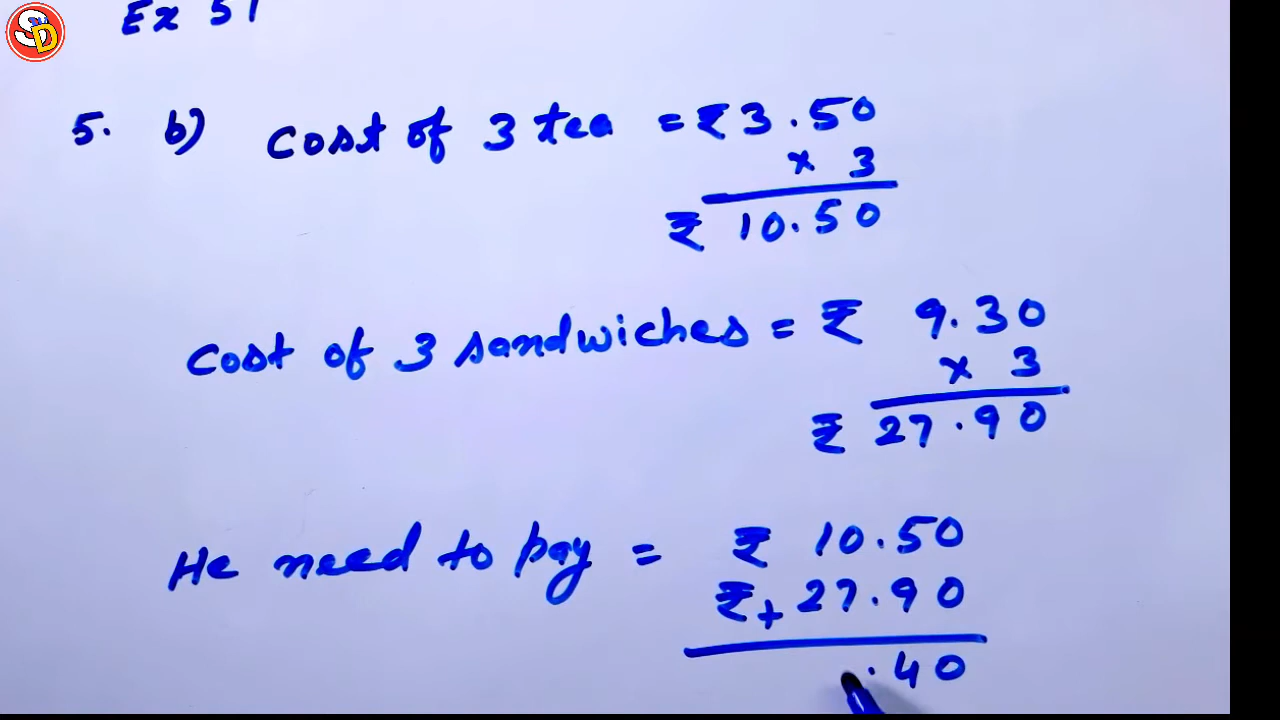 SD
Ex 51
5. b) cost of 3 tea = ₹ 3.50
x 3
₹ 10.50
cost of 3 sandwiches = ₹ 9.30
x 3
₹ 27.90
He need to pay = ₹ 10.50
₹ + 27.90
.40